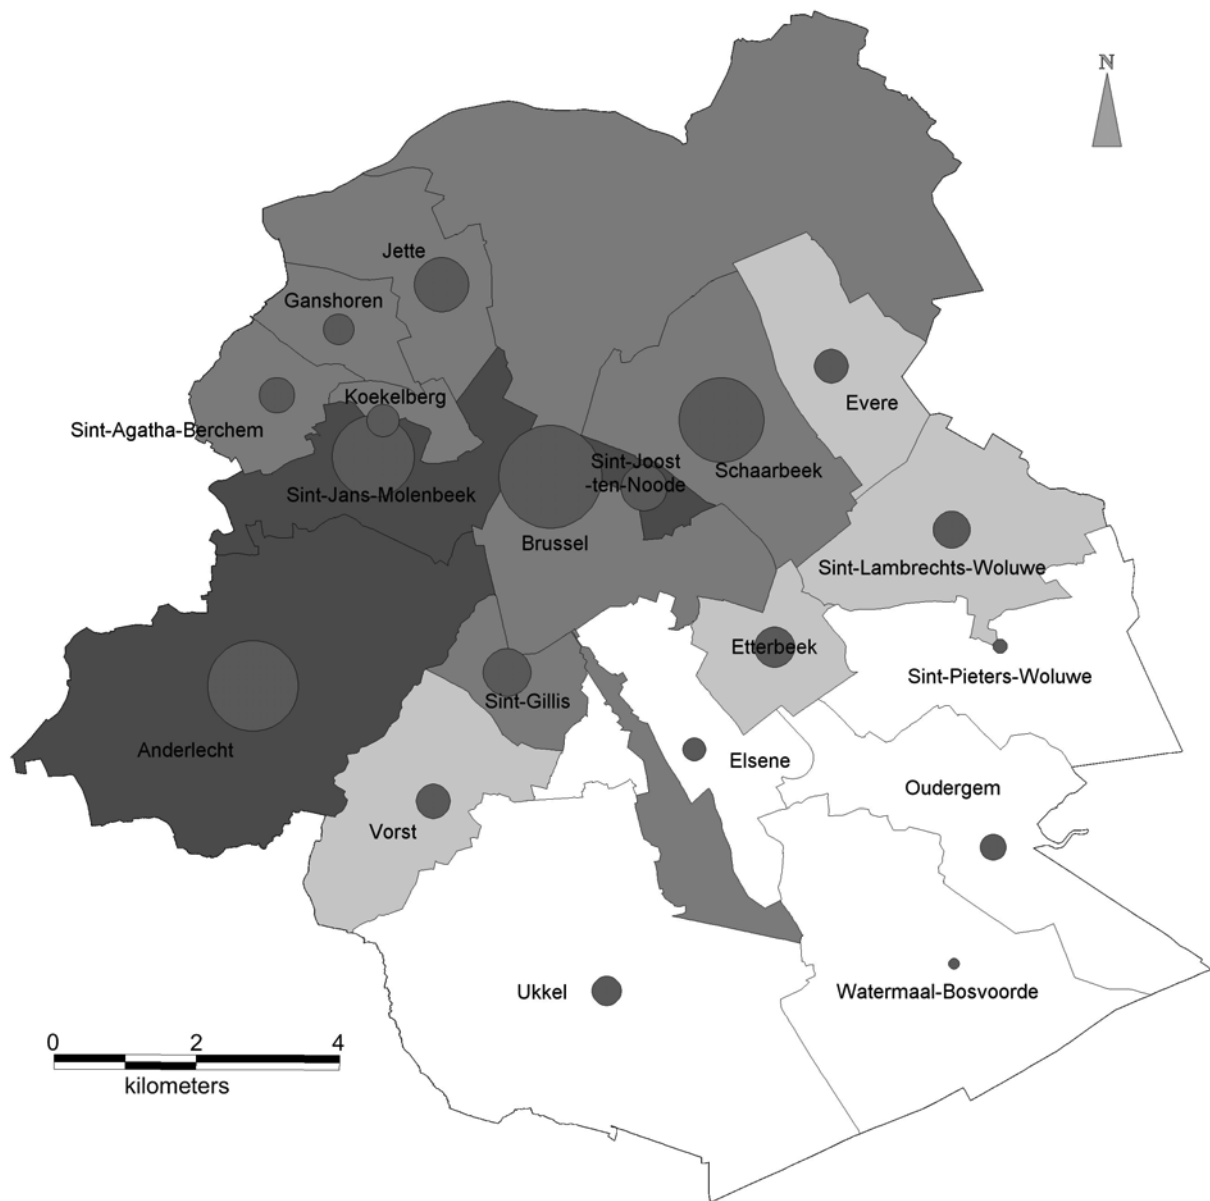 N
Jette
Ganshoren
Koekelberg
Evere
Sint-Agatha-Berchem
Sint-Joost
-ten-Noode
Schaarbeek
Sint-Jans-Molenbeek
Brussel
Sint-Lambrechts-Woluwe
Etterbeek
Sint-Pieters-Woluwe
Sint-Gillis
Anderlecht
Elsene
Oudergem
Vorst
Ukkel
Watermaal-Bosvoorde
0 2 4
kilometers